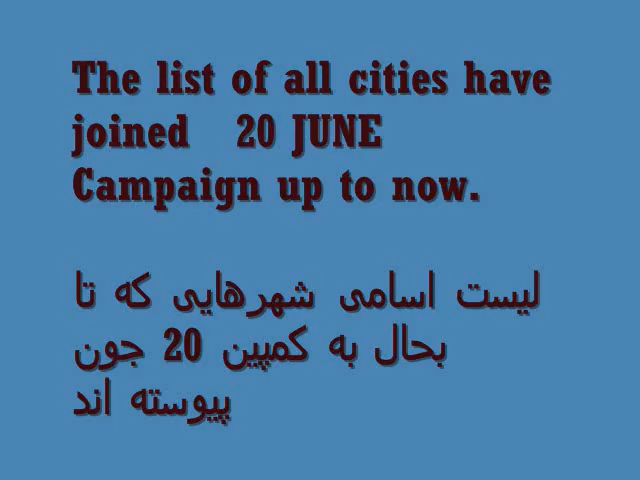 The list of all cities have
joined 20 JUNE
Campaign up to now.
لیست اسامی شهرهایی که تا
بحال به کمپین 20 جون
پیوسته اند